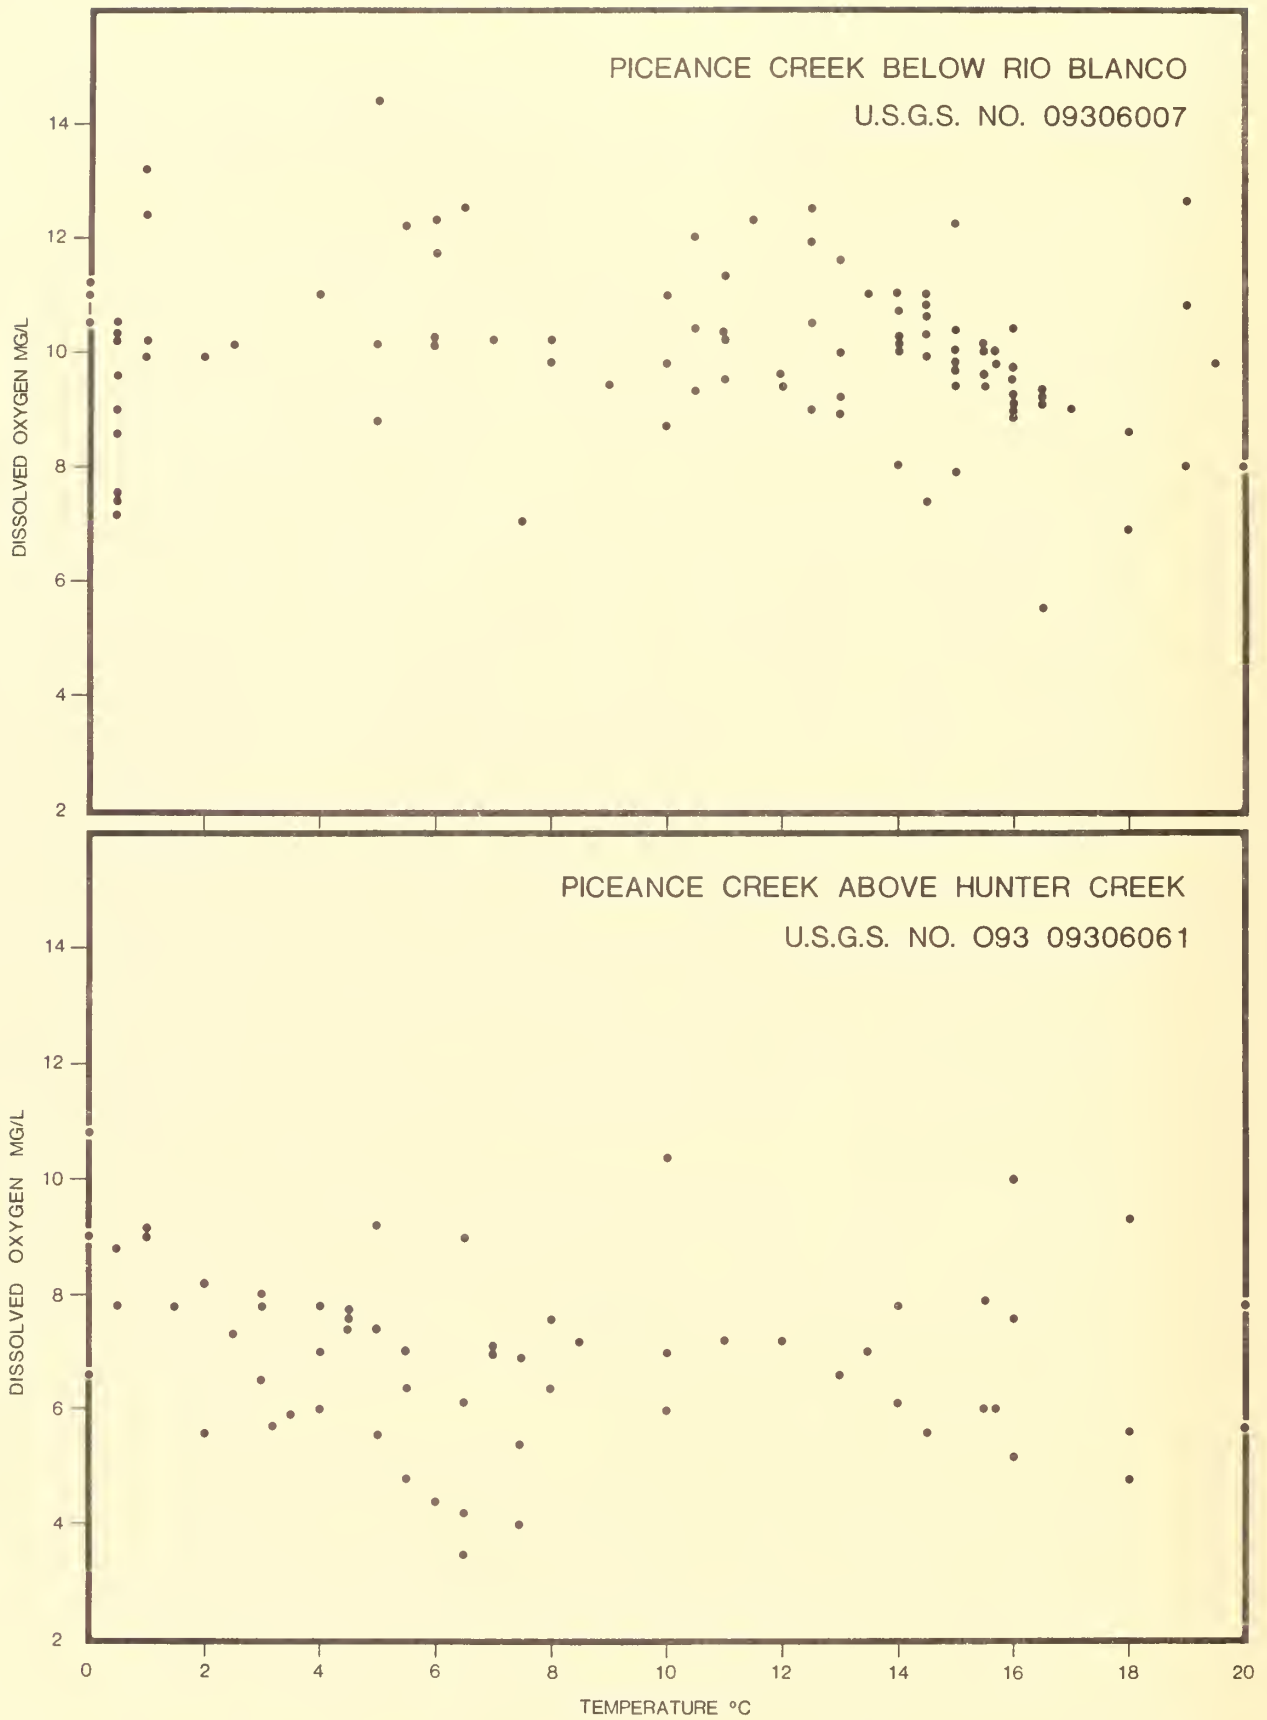 PICEANCE CREEK BELOW RIO BLANCO
U.S.G.S. NO. 09306007
14
12
10
8
6
4
2
DISSOLVED OXYGEN MG/L
PICEANCE CREEK ABOVE HUNTER CREEK
U.S.G.S. NO. O93 09306061
14
12
10
8
6
4
2
DISSOLVED OXYGEN MG/L
0 2 4 6 8 10 12 14 16 18 20
TEMPERATURE °C